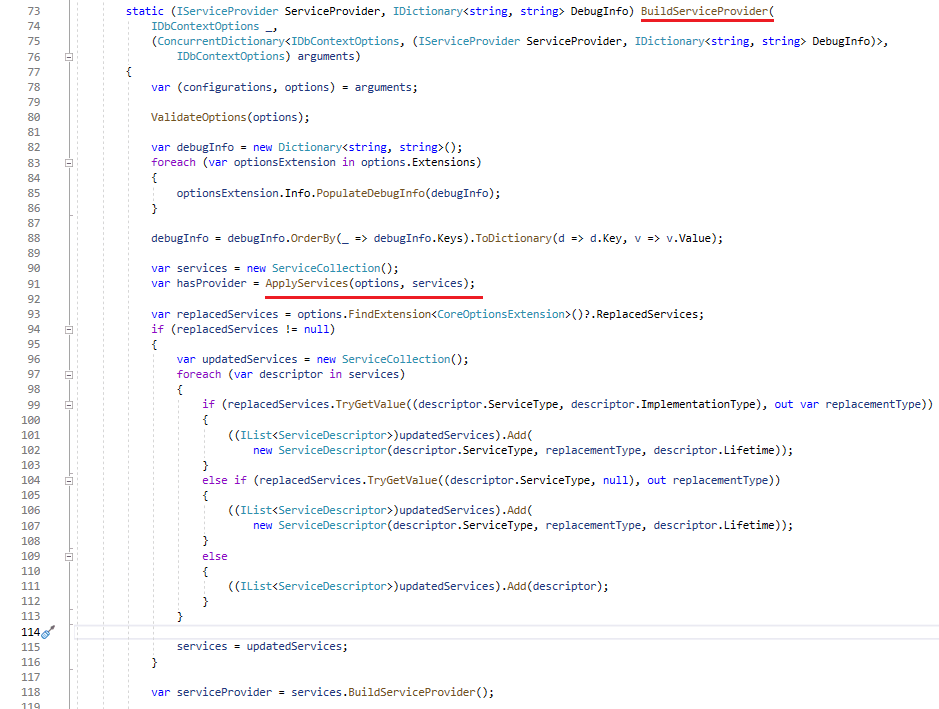 73 static (IServiceProvider ServiceProvider, IDictionary<string, string> DebugInfo) BuildServiceProvider(
74 IDbContextOptions _,
75 (ConcurrentDictionary<IDbContextOptions, (IServiceProvider ServiceProvider, IDictionary<string, string> DebugInfo)>,
76 IDbContextOptions) arguments)
77 {
78 var (configurations, options) = arguments;
79
80 ValidateOptions(options);
81
82 var debugInfo = new Dictionary<string, string>();
83 foreach (var optionsExtension in options.Extensions)
84 {
85 optionsExtension.Info.PopulateDebugInfo(debugInfo);
86 }
87
88 debugInfo = debugInfo.OrderBy(_ => debugInfo.Keys).ToDictionary(d => d.Key, v => v.Value);
89
90 var services = new ServiceCollection();
91 var hasProvider = ApplyServices(options, services);
92
93 var replacedServices = options.FindExtension<CoreOptionsExtension>()?.ReplacedServices;
94 if (replacedServices != null)
95 {
96 var updatedServices = new ServiceCollection();
97 foreach (var descriptor in services)
98 {
99 if (replacedServices.TryGetValue((descriptor.ServiceType, descriptor.ImplementationType), out var replacementType))
100 {
101 ((IList<ServiceDescriptor>)updatedServices).Add(
102 new ServiceDescriptor(descriptor.ServiceType, replacementType, descriptor.Lifetime));
103 }
104 else if (replacedServices.TryGetValue((descriptor.ServiceType, null), out replacementType))
105 {
106 ((IList<ServiceDescriptor>)updatedServices).Add(
107 new ServiceDescriptor(descriptor.ServiceType, replacementType, descriptor.Lifetime));
108 }
109 else
110 {
111 ((IList<ServiceDescriptor>)updatedServices).Add(descriptor);
112 }
113 }
114
115 services = updatedServices;
116 }
117
118 var serviceProvider = services.BuildServiceProvider();
119